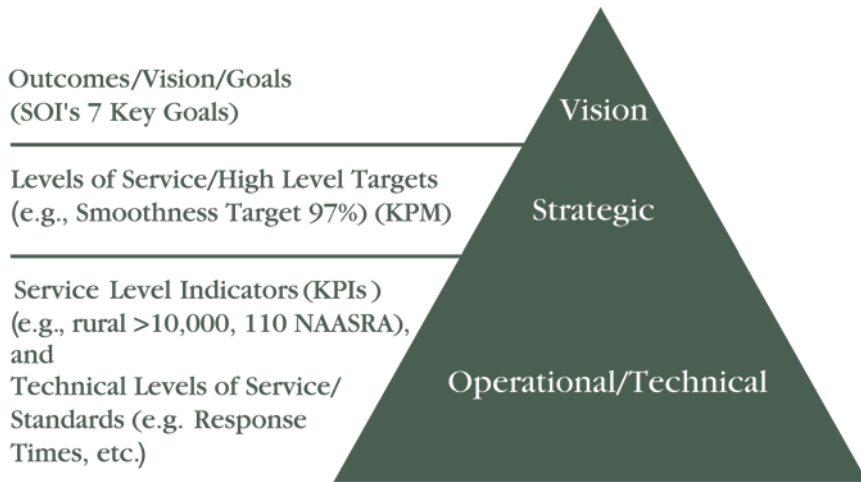 Outcomes/Vision/Goals
(SOI's 7 Key Goals)
Vision
Levels of Service/High Level Targets
(e.g., Smoothness Target 97%) (KPM)
Strategic
Service Level Indicators (KPIs )
(e.g., rural >10,000, 110 NAASRA),
and
Technical Levels of Service/
Standards (e.g. Response
Times, etc.)
Operational/Technical